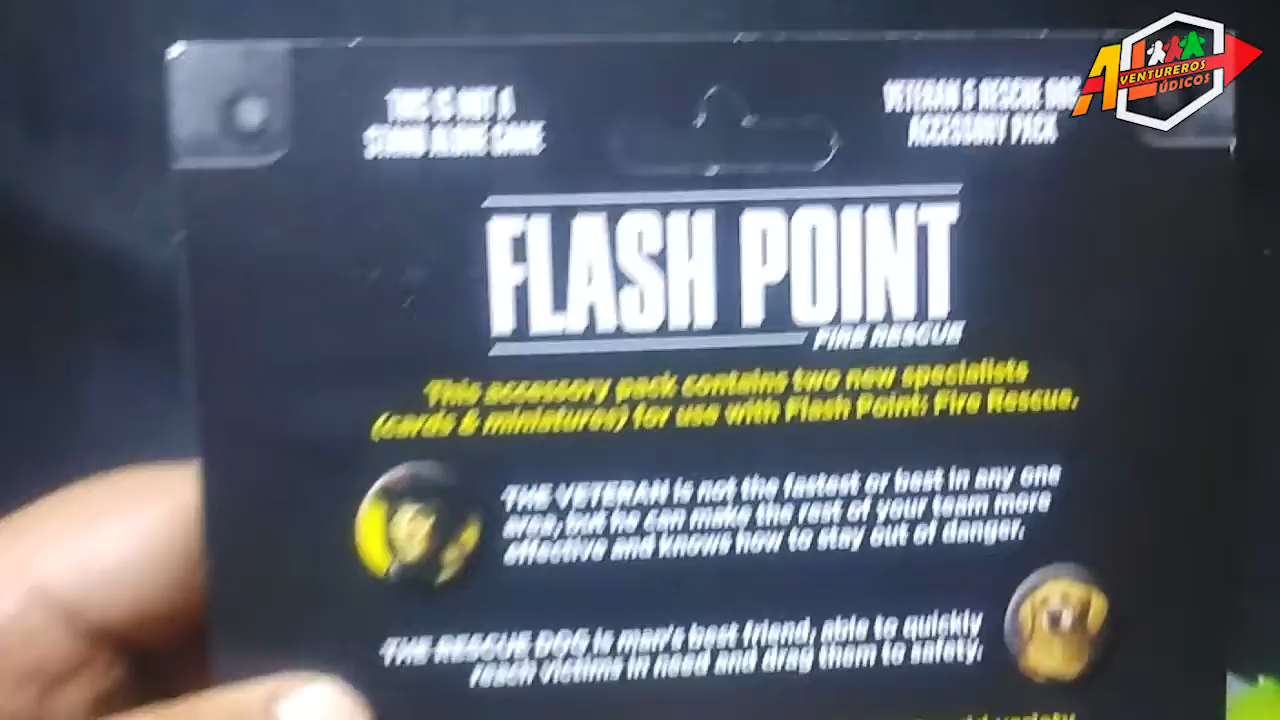 THIS IS NOT A
STAND ALONE GAME
VETERAN & RESCUE DOG
ACCESSORY PACK
AVENTUREROS
LÚDICOS
FLASH POINT
FIRE RESCUE
This accessory pack contains two new specialists
(cards & miniatures) for use with Flash Point: Fire Rescue.
THE VETERAN is not the fastest or best in any one
area, but he can make the rest of your team more
effective and knows how to stay out of danger.
THE RESCUE DOG is man's best friend, able to quickly
reach victims in need and drag them to safety.
variety